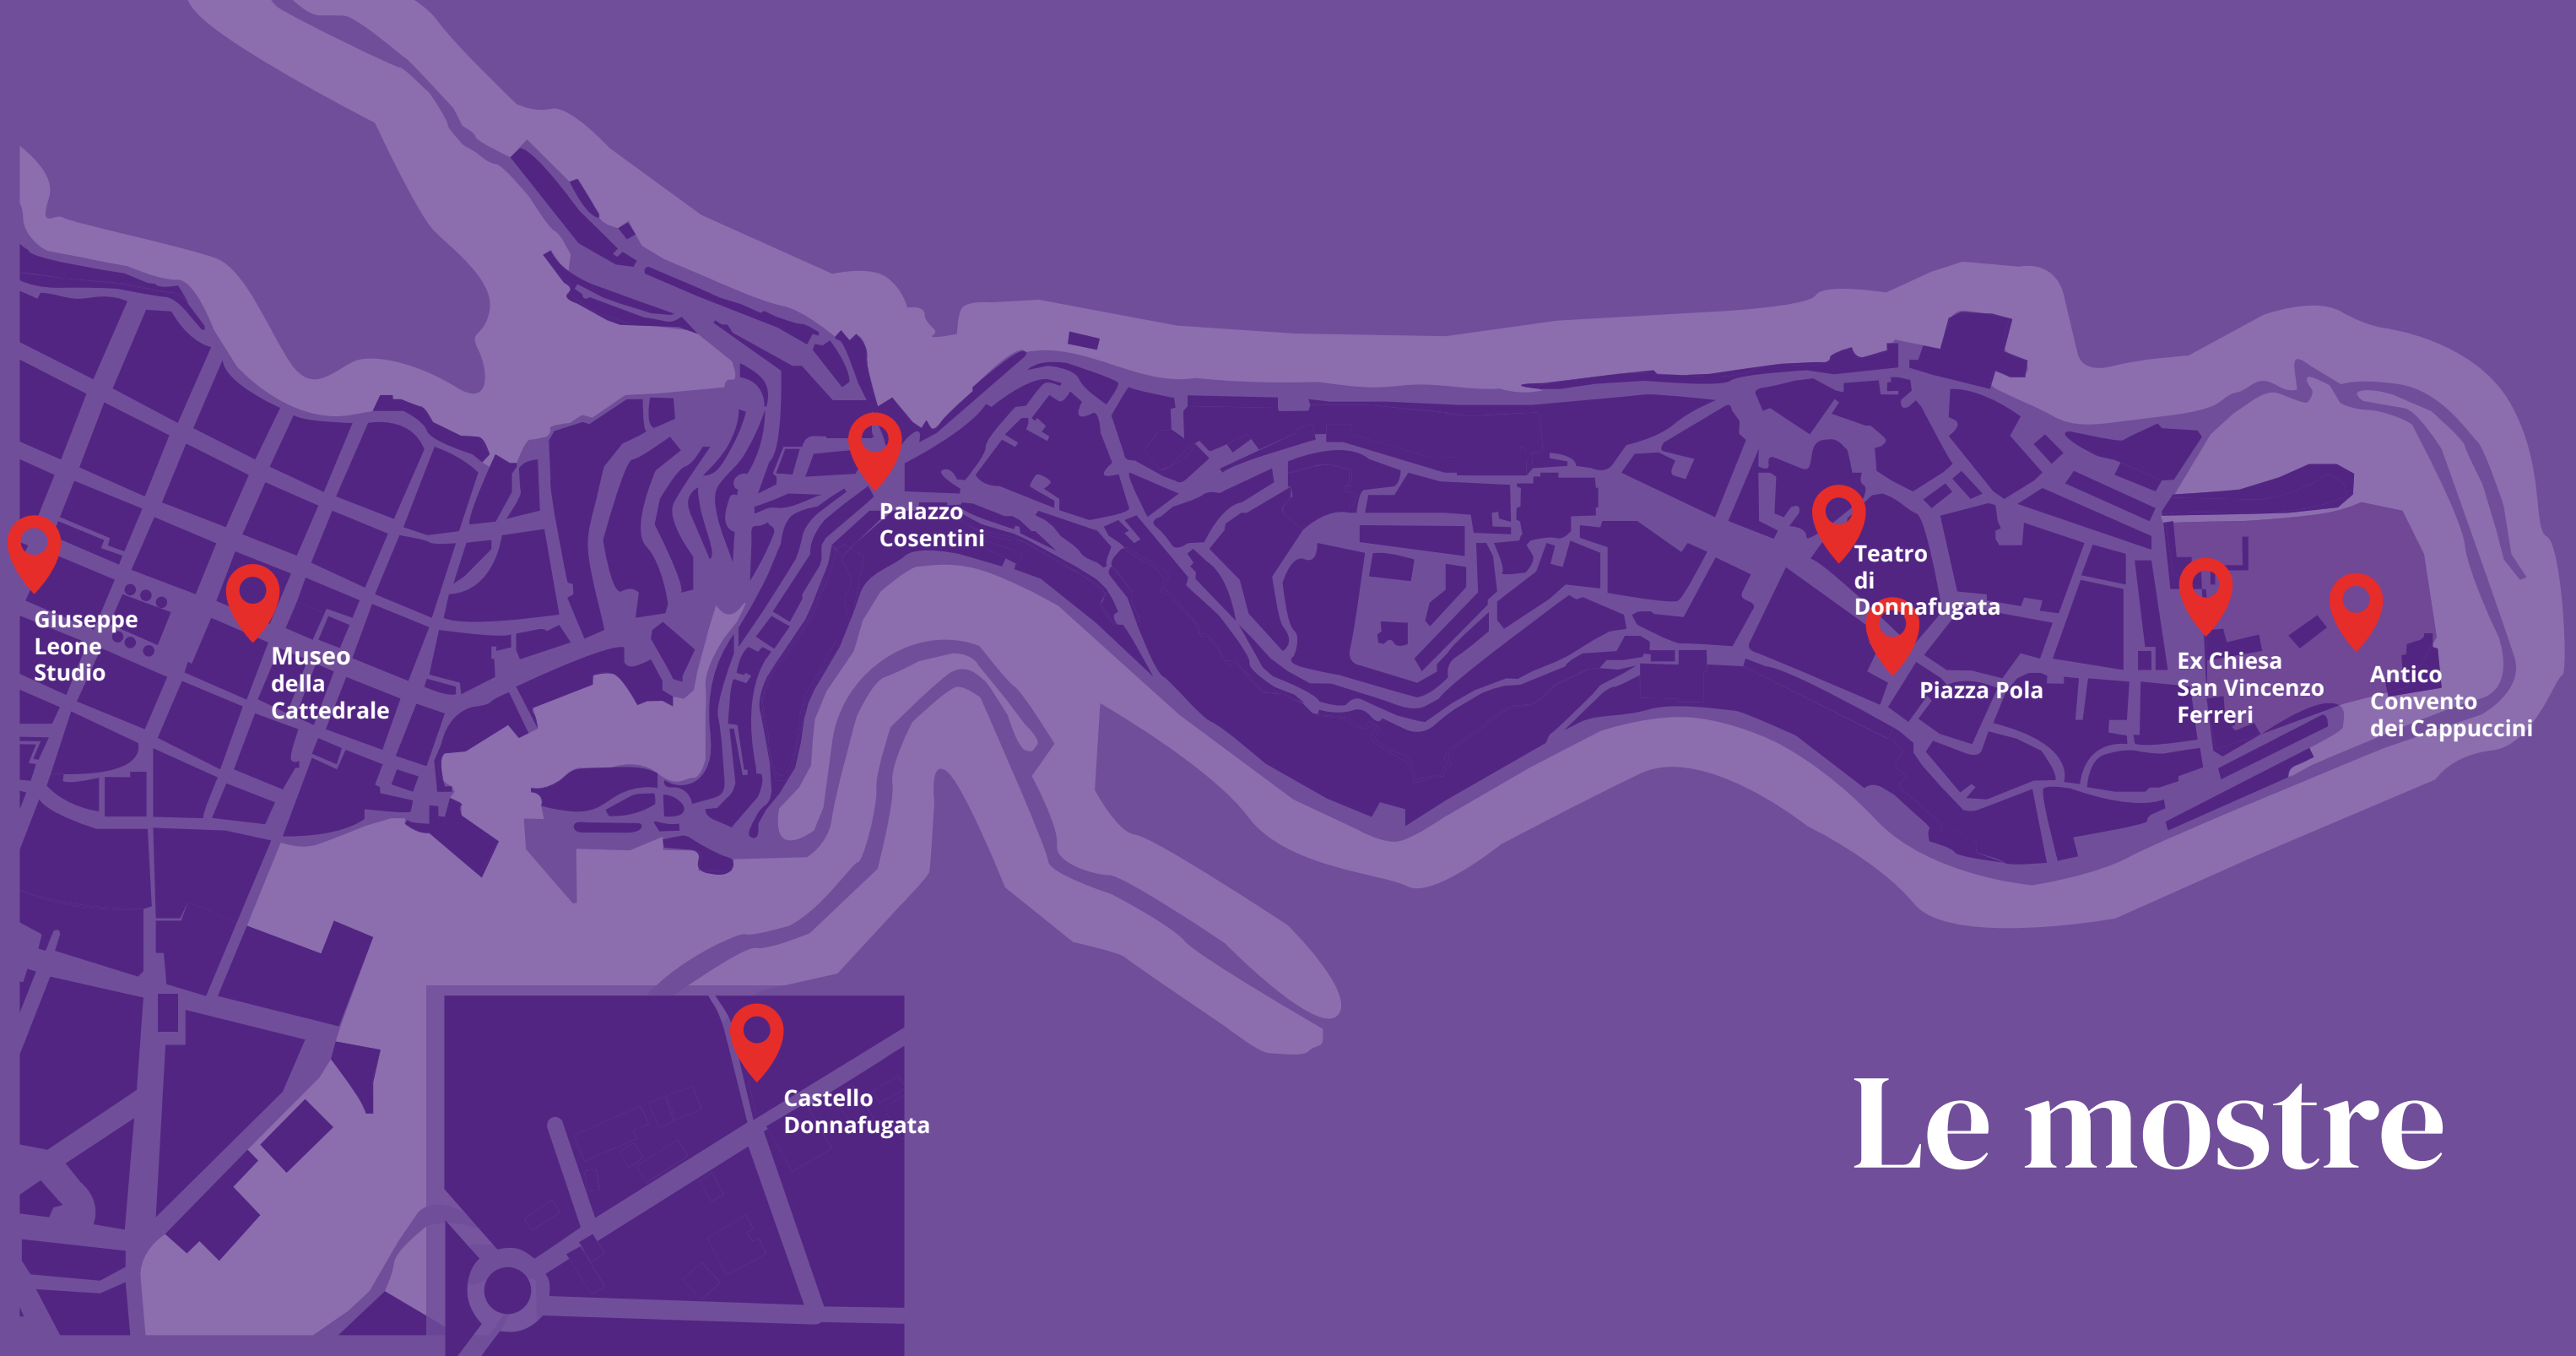 Palazzo
Cosentini
Giuseppe
Leone
Studio
Museo
della
Cattedrale
Teatro
di
Donnafugata
Piazza Pola
Ex Chiesa
San Vincenzo
Ferreri
Antico
Convento
dei Cappuccini
Castello
Donnafugata
Le mostre